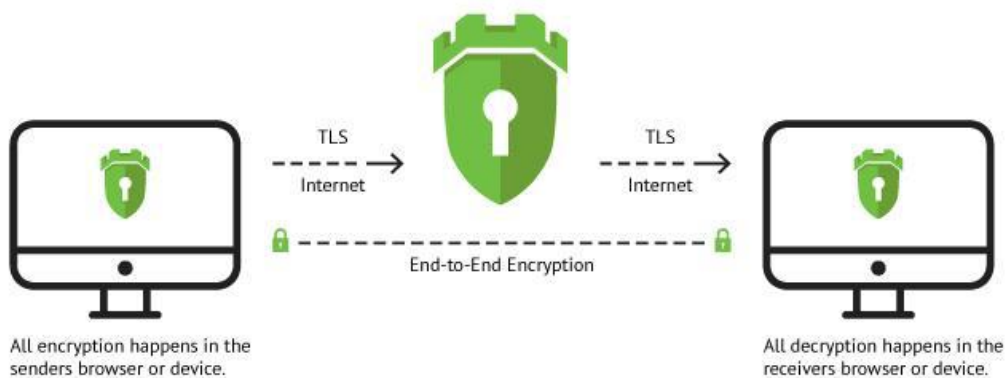 TLS
Internet
TLS
Internet
End-to-End Encryption
All encryption happens in the
senders browser or device.
All decryption happens in the
receivers browser or device.